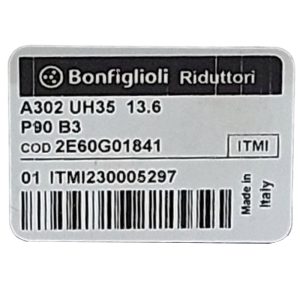 Bonfiglioli Riduttori
A302 UH35 13.6
P90 B3
COD 2E60G01841
ITMI
01 ITMI230005297
Made in
Italy